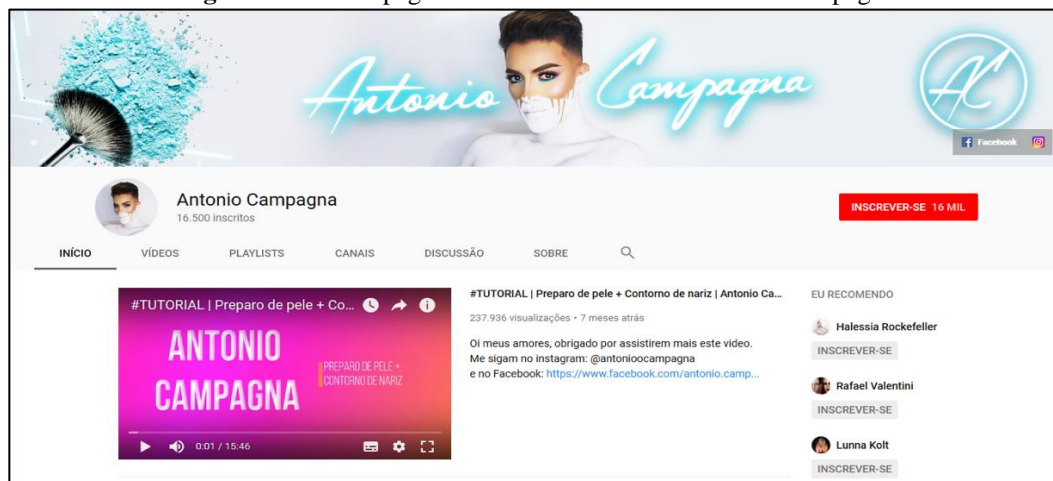 Antonio Campagna
AC
Facebook
Antonio Campagna
16.500 inscritos
INSCREVER-SE 16 MIL
INÍCIO VÍDEOS PLAYLISTS CANAIS DISCUSSÃO SOBRE
#TUTORIAL | Preparo de pele + Co...
ANTONIO
CAMPAGNA
PREPARO DE PELE +
CONTORNO DE NARIZ
0:01 / 15:46
#TUTORIAL | Preparo de pele + Contorno de nariz | Antonio Ca...
237.936 visualizações • 7 meses atrás
Oi meus amores, obrigado por assistirem mais este video.
Me sigam no instagram: @antonioocampagna
e no Facebook: https://www.facebook.com/antonio.camp...
EU RECOMENDO
Halessia Rockefeller
INSCREVER-SE
Rafael Valentini
INSCREVER-SE
Lunna Kolt
INSCREVER-SE